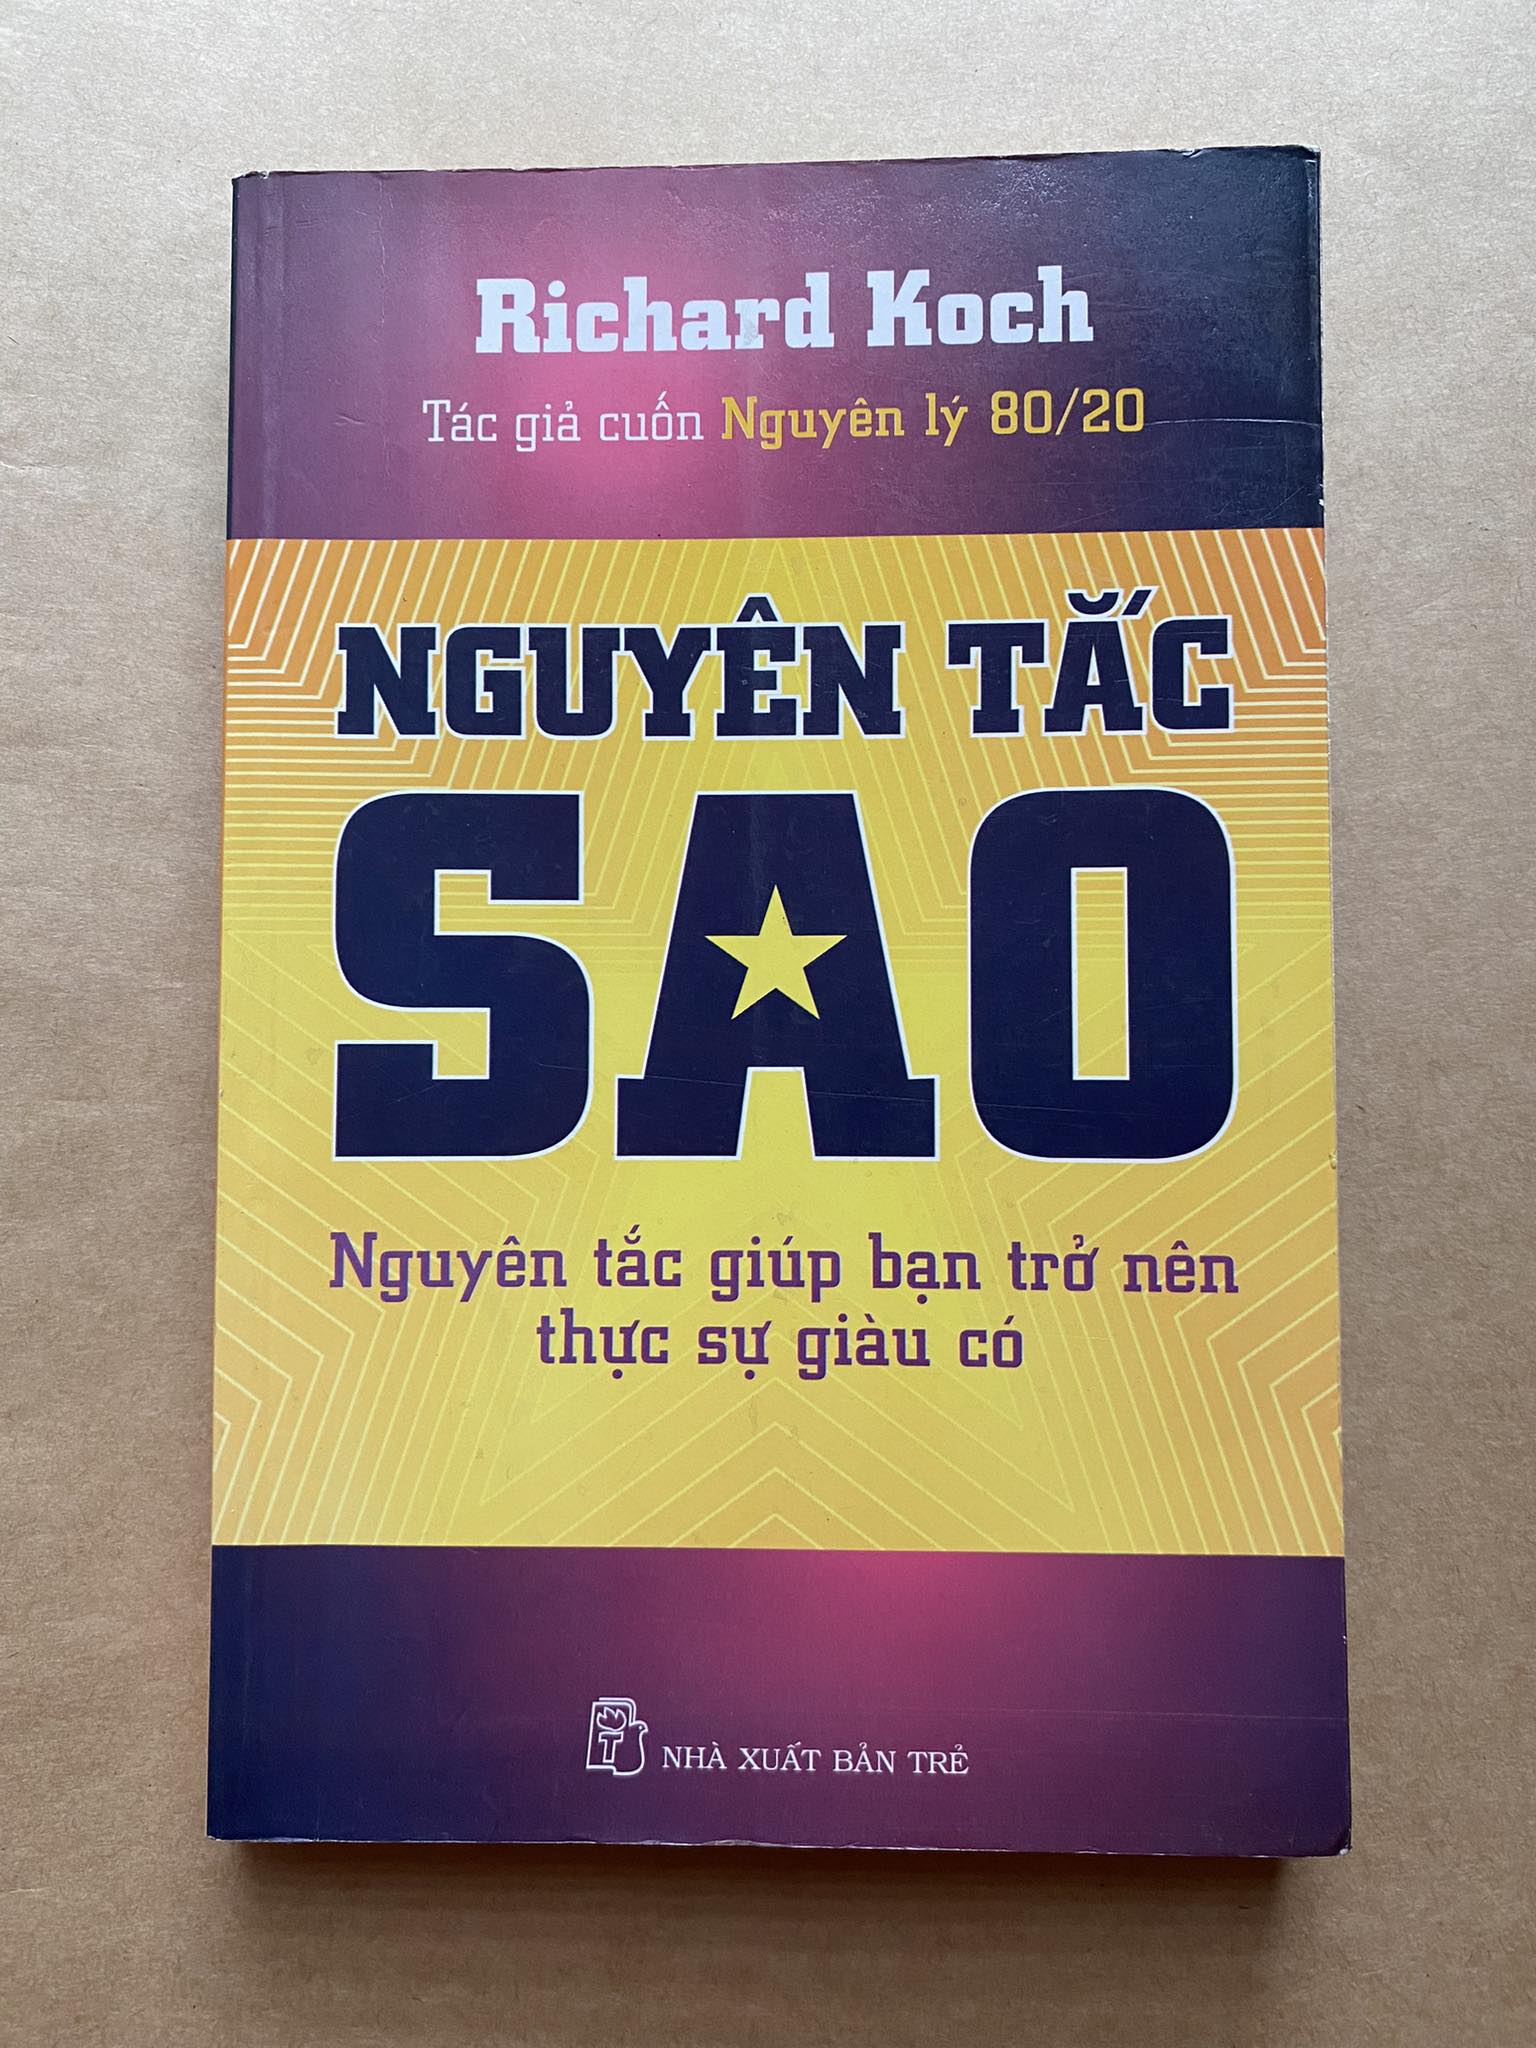 Richard Koch
Tác giả cuốn Nguyên lý 80/20
NGUYÊN TẮC
SAO
Nguyên tắc giúp bạn trở nên
thực sự giàu có
T NHÀ XUẤT BẢN TRẺ